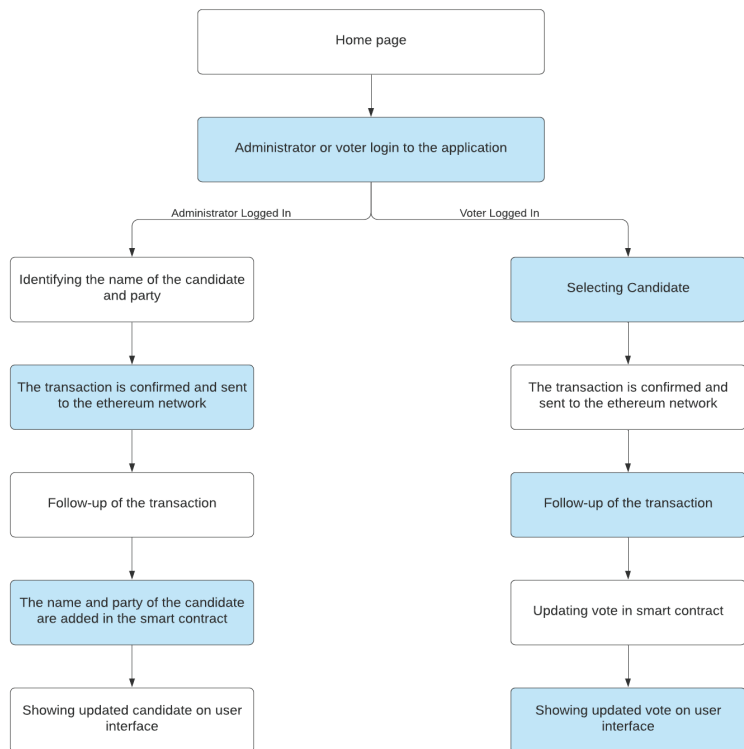 Home page
Administrator or voter login to the application
Administrator Logged In
Voter Logged In
Identifying the name of the candidate
and party
Selecting Candidate
The transaction is confirmed and sent
to the ethereum network
The transaction is confirmed and
sent to the ethereum network
Follow-up of the transaction
Follow-up of the transaction
The name and party of the candidate
are added in the smart contract
Updating vote in smart contract
Showing updated candidate on user
interface
Showing updated vote on user
interface